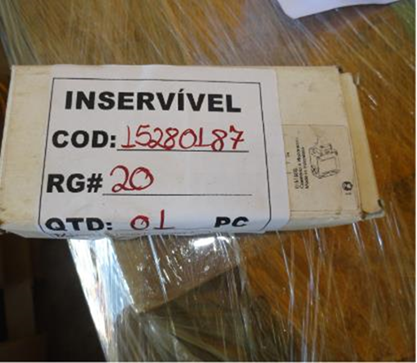 INSERVÍVEL
COD: 15280187
RG# 20
QTD: 01 PC